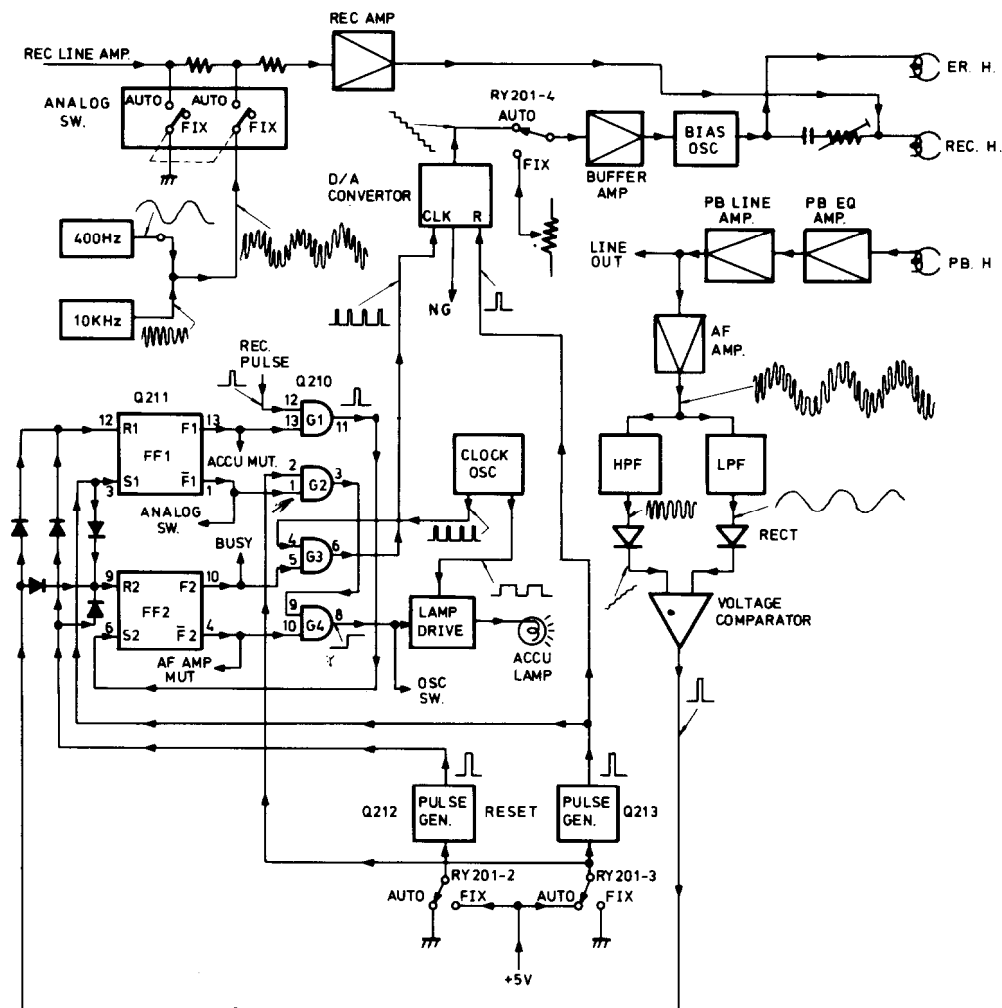 REC AMP
REC LINE AMP.
ER. H.
ANALOG SW.
AUTO
AUTO
FIX
FIX
RY201-4
AUTO
FIX
BUFFER AMP
BIAS OSC
REC. H.
D/A CONVERTOR
CLK R
NG
400Hz
10KHz
LINE OUT
PB LINE AMP.
PB EQ AMP.
PB. H
AF AMP.
REC. PULSE
Q210
Q211
12 R1 F1 13
FF1
3 S1 F̅1 1
ACCU MUT.
ANALOG SW.
BUSY
9 R2 F2 10
FF2
6 S2 F̅2 4
AF AMP MUT
12
13 G1 11
2
1 G2 3
4
5 G3 6
9
10 G4 8
CLOCK OSC
LAMP DRIVE
ACCU LAMP
OSC SW.
HPF
LPF
RECT
VOLTAGE COMPARATOR
Q212
PULSE GEN.
RESET
PULSE GEN.
Q213
RY201-2
AUTO
FIX
RY201-3
AUTO
FIX
+5V